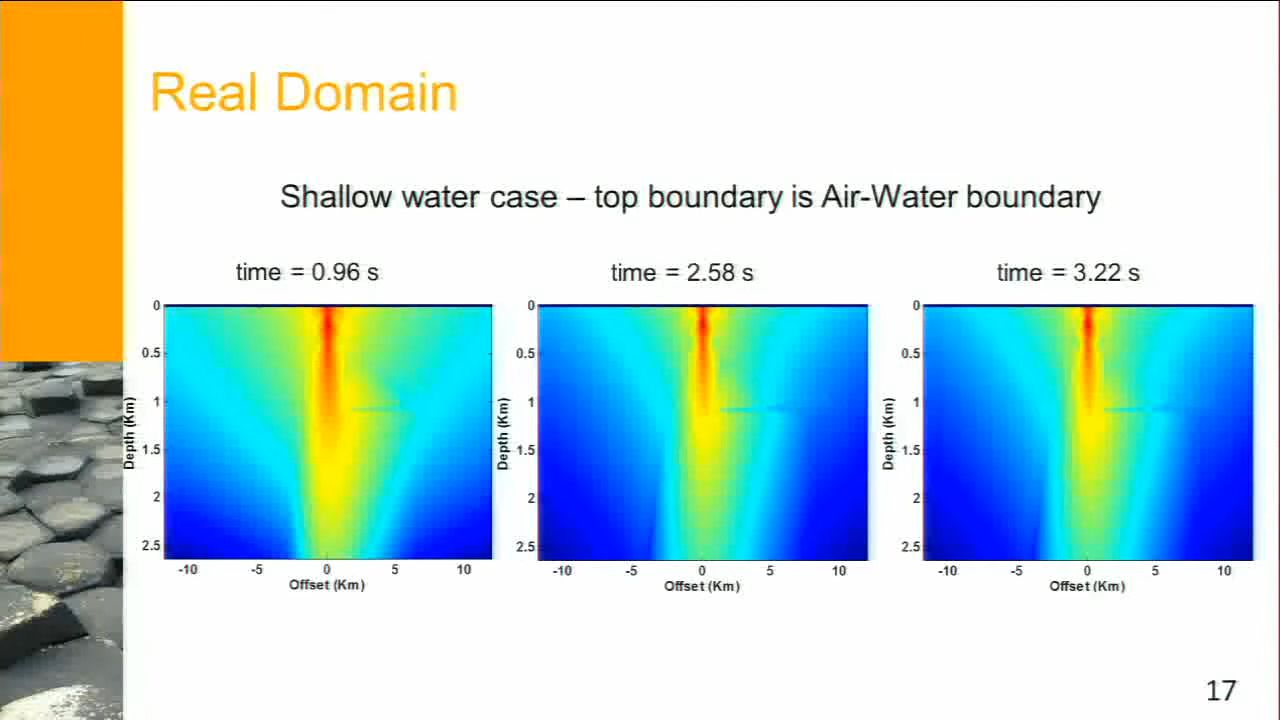 Real Domain
Shallow water case – top boundary is Air-Water boundary
time = 0.96 s
time = 2.58 s
time = 3.22 s
0
0.5
1
1.5
2
2.5
Depth (Km)
-10 -5 0 5 10
Offset (Km)
0
0.5
1
1.5
2
2.5
Depth (Km)
-10 -5 0 5 10
Offset (Km)
0
0.5
1
1.5
2
2.5
Depth (Km)
-10 -5 0 5 10
Offset (Km)
17